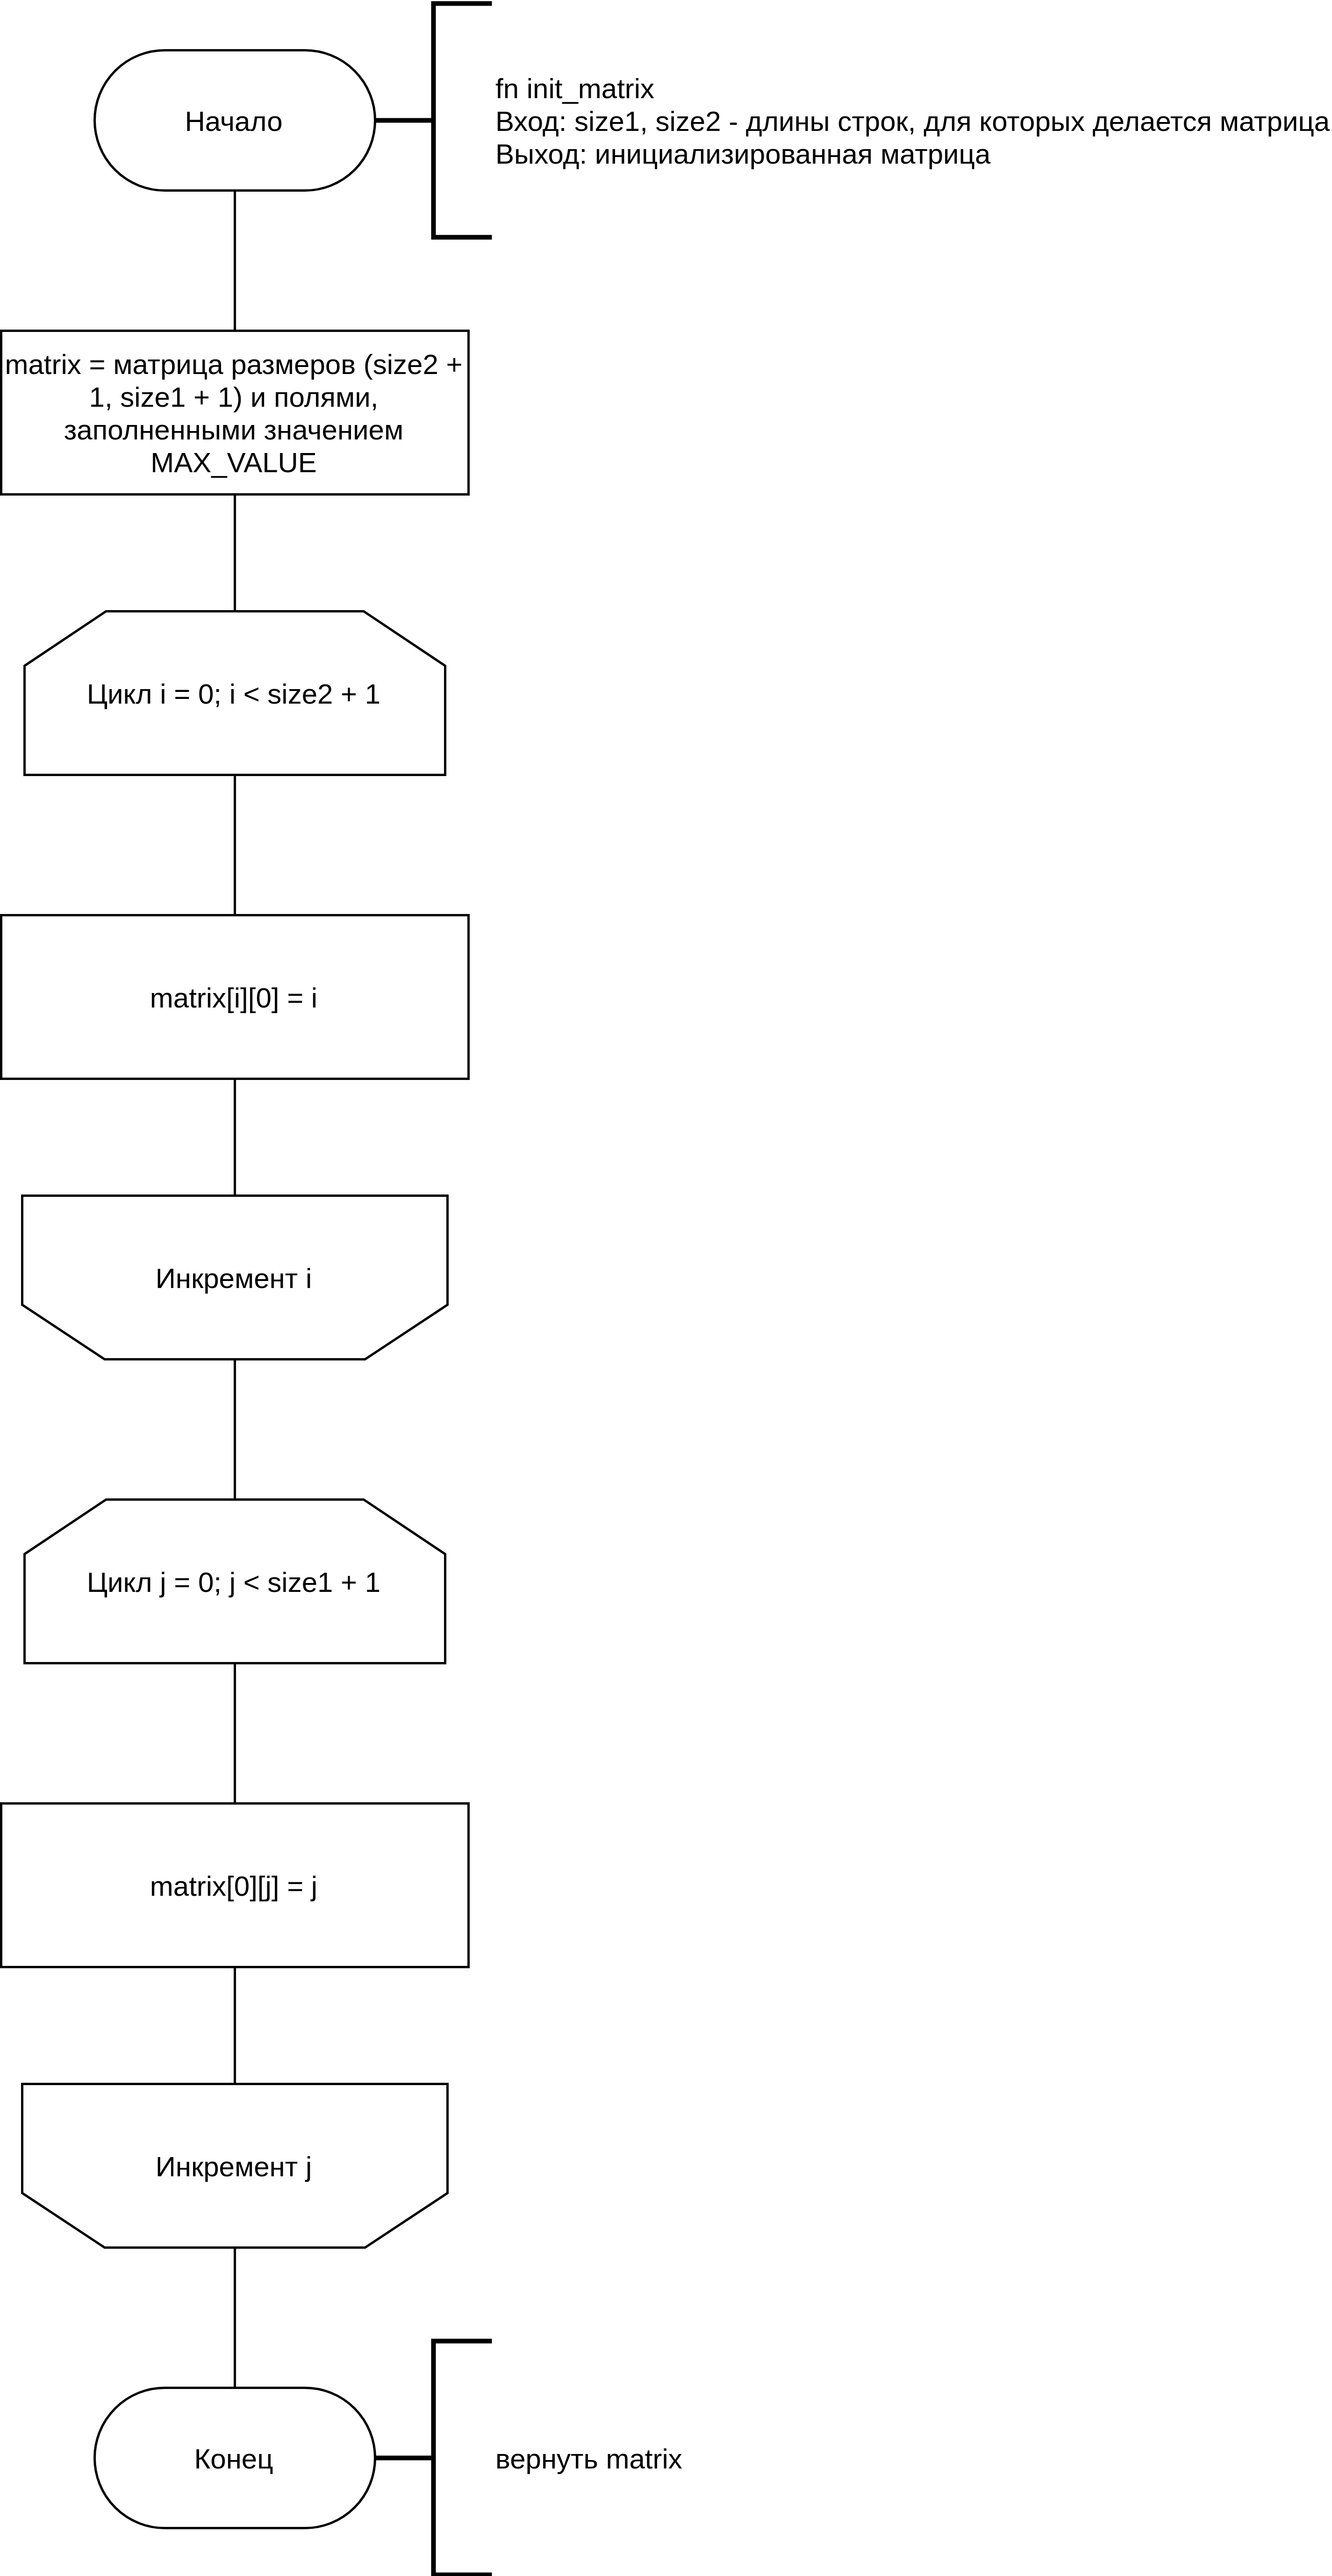 Начало
fn init_matrix
Вход: size1, size2 - длины строк, для которых делается матрица
Выход: инициализированная матрица
matrix = матрица размеров (size2 +
1, size1 + 1) и полями,
заполненными значением
MAX_VALUE
Цикл i = 0; i < size2 + 1
matrix[i][0] = i
Инкремент i
Цикл j = 0; j < size1 + 1
matrix[0][j] = j
Инкремент j
Конец
вернуть matrix